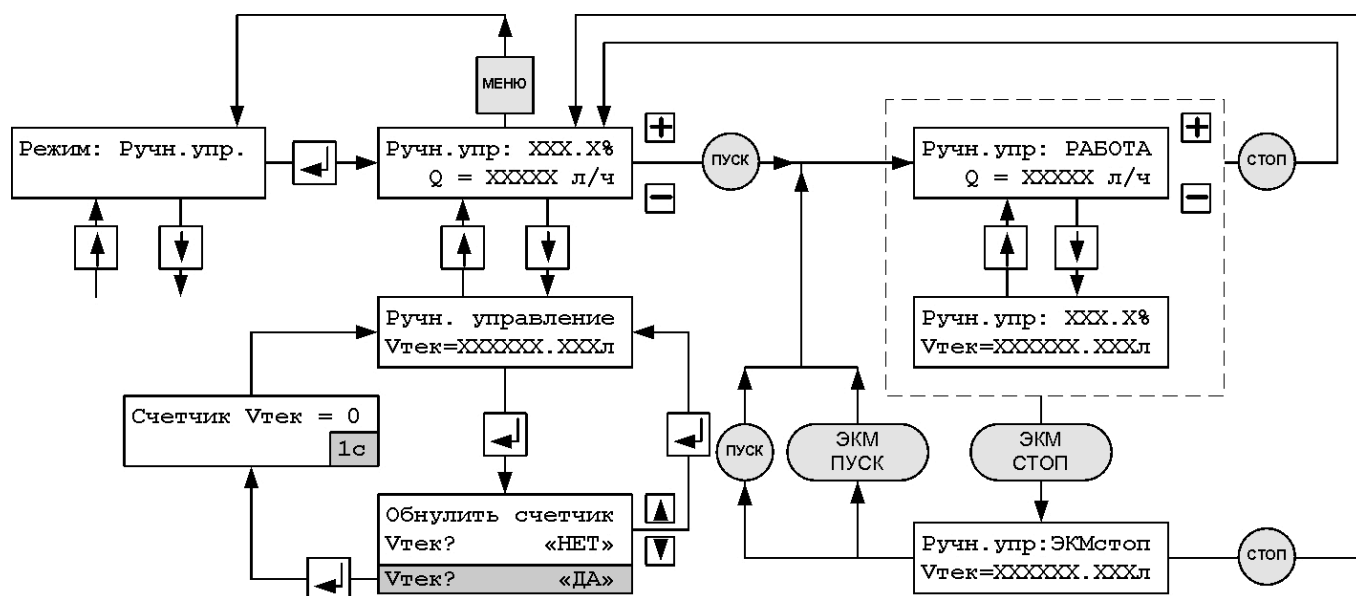 МЕНЮ
Режим: Ручн.упр.
Ручн.упр: XXX.X%
Q = XXXXX л/ч
ПУСК
Ручн.упр: РАБОТА
Q = XXXXX л/ч
СТОП
Ручн. управление
Vтек=XXXXXX.XXXл
Ручн.упр: XXX.X%
Vтек=XXXXXX.XXXл
Счетчик Vтек = 0
1с
ПУСК
ЭКМ
ПУСК
ЭКМ
СТОП
Обнулить счетчик
Vтек? «НЕТ»
Vтек? «ДА»
Ручн.упр:ЭКМстоп
Vтек=XXXXXX.XXXл
СТОП